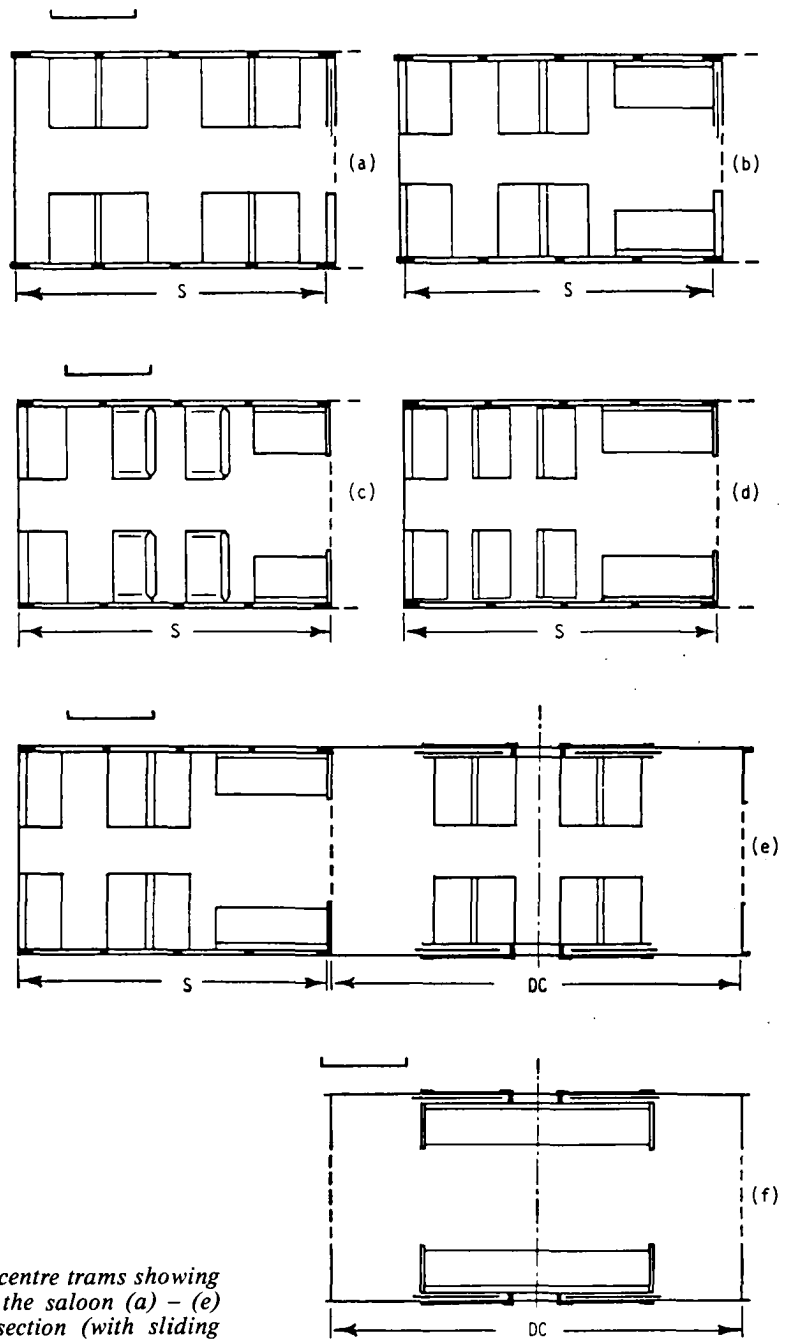 (a)
(b)
S
S
(c)
(d)
S
S
(e)
S
DC
(f)
DC
centre trams showing
the saloon (a) – (e)
section (with sliding